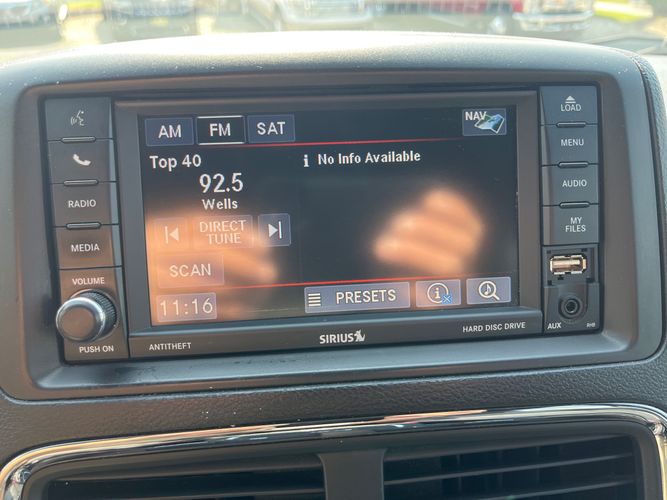 LOAD
AM FM SAT NAV
MENU
Top 40 i No Info Available
RADIO
92.5
AUDIO
Wells
DIRECT
TUNE
MY
FILES
MEDIA
SCAN
VOLUME
PRESETS
11:16
PUSH ON
AUX
ANTITHEFT SIRIUS HARD DISC DRIVE